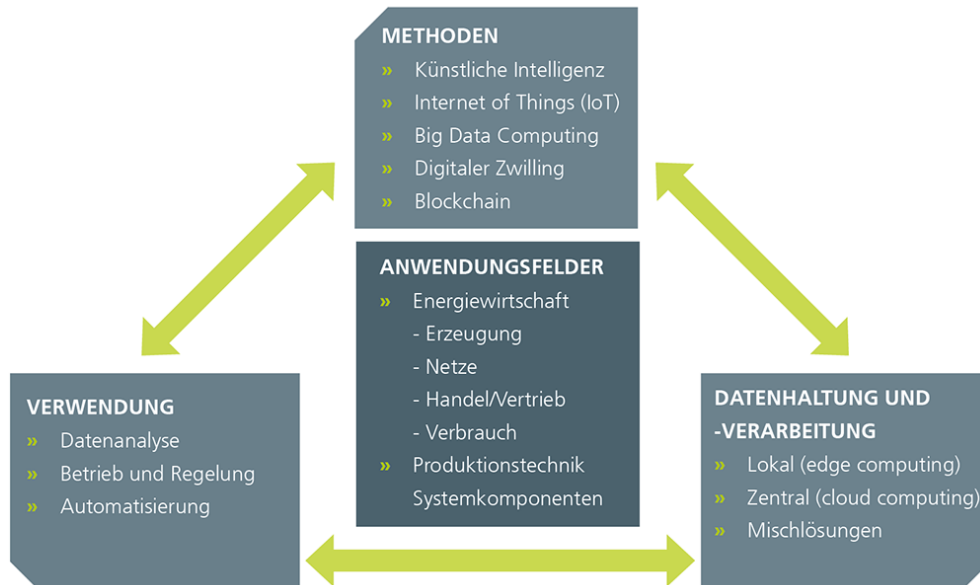 METHODEN
» Künstliche Intelligenz
» Internet of Things (IoT)
» Big Data Computing
» Digitaler Zwilling
» Blockchain
ANWENDUNGSFELDER
» Energiewirtschaft
- Erzeugung
- Netze
- Handel/Vertrieb
- Verbrauch
» Produktionstechnik
Systemkomponenten
VERWENDUNG
» Datenanalyse
» Betrieb und Regelung
» Automatisierung
DATENHALTUNG UND
-VERARBEITUNG
» Lokal (edge computing)
» Zentral (cloud computing)
» Mischlösungen